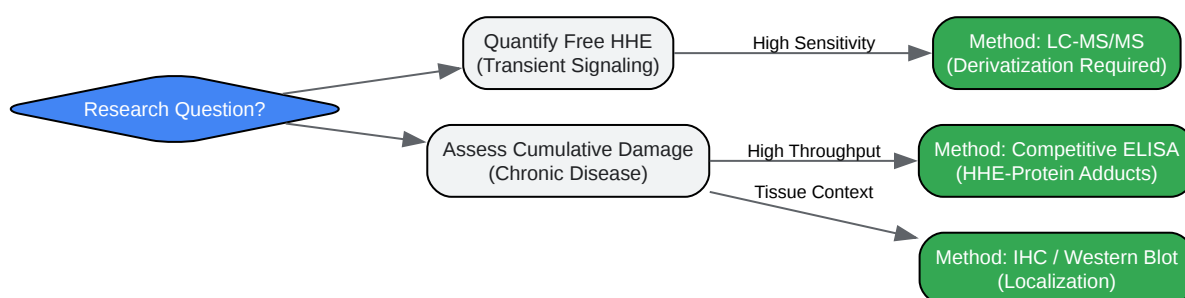 Research Question?
Quantify Free HHE
(Transient Signaling)
High Sensitivity
Method: LC-MS/MS
(Derivatization Required)
Assess Cumulative Damage
(Chronic Disease)
High Throughput
Method: Competitive ELISA
(HHE-Protein Adducts)
Tissue Context
Method: IHC / Western Blot
(Localization)